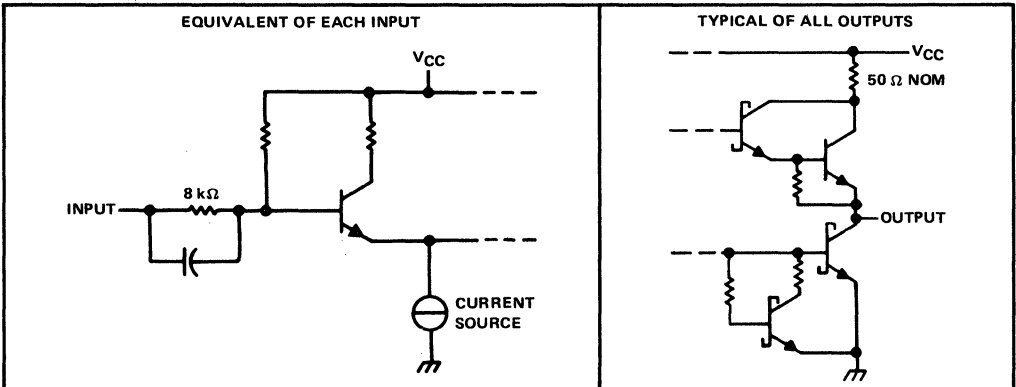 EQUIVALENT OF EACH INPUT
VCC
8 kΩ
INPUT
CURRENT
SOURCE
TYPICAL OF ALL OUTPUTS
VCC
50 Ω NOM
OUTPUT